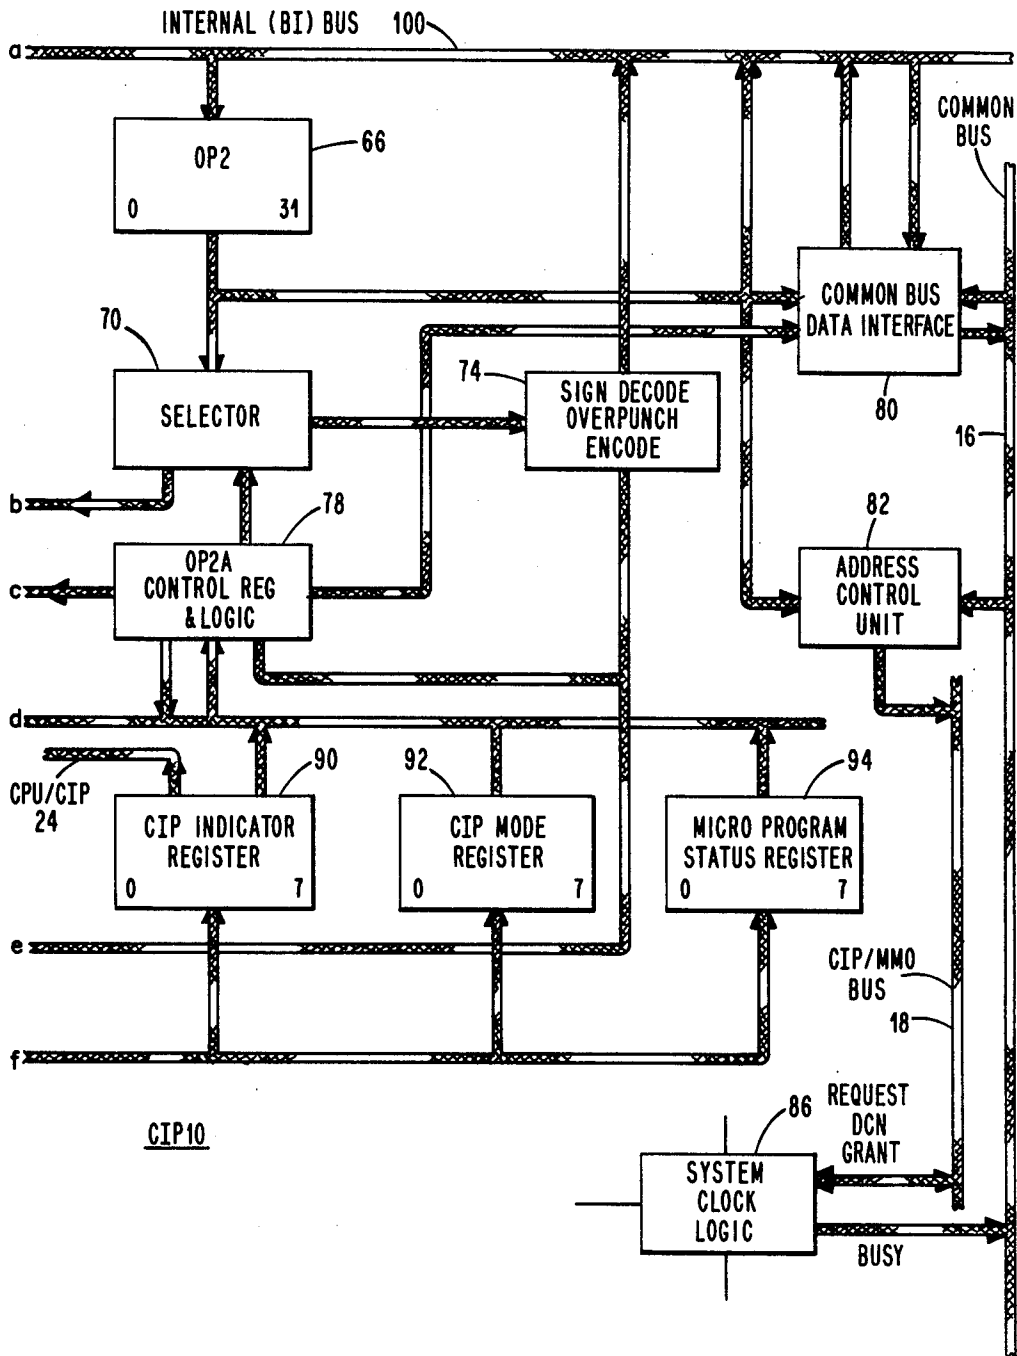 INTERNAL (BI) BUS 100
a
COMMON
BUS
OP2
0 31
66
COMMON BUS
DATA INTERFACE
80
70
SELECTOR
74
SIGN DECODE
OVERPUNCH
ENCODE
16
b
78
OP2A
CONTROL REG
& LOGIC
c
82
ADDRESS
CONTROL
UNIT
d
CPU/CIP
24
90
CIP INDICATOR
REGISTER
0 7
92
CIP MODE
REGISTER
0
94
MICRO PROGRAM
STATUS REGISTER
0 7
e
CIP/MMO
BUS
18
f
CIP10
86
SYSTEM
CLOCK
LOGIC
REQUEST
DCN
GRANT
BUSY